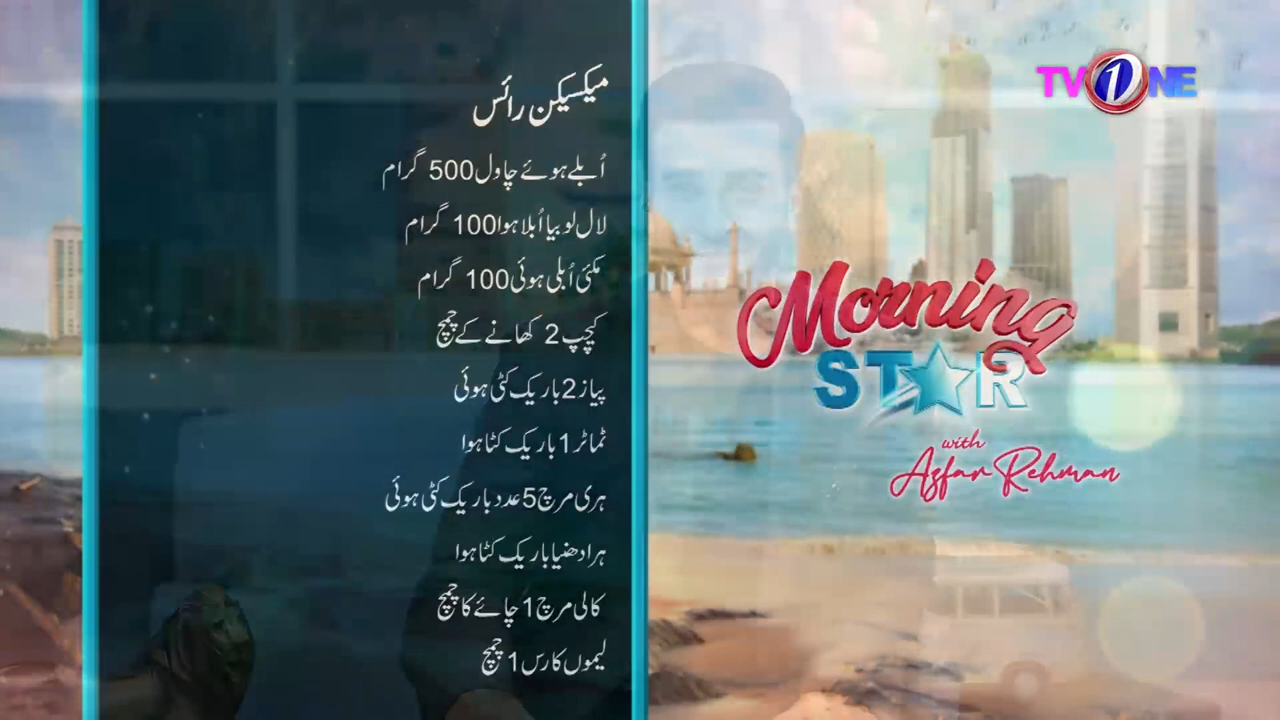 میکسیکن رائس
اُبلے ہوئے چاول 500 گرام
لال لوبیا اُبلا ہوا 100 گرام
مکئی اُبلی ہوئی 100 گرام
کیچپ 2 کھانے کے چمچ
پیاز 2 باریک کٹی ہوئی
ٹماٹر 1 باریک کٹا ہوا
ہری مرچ 5 عدد باریک کٹی ہوئی
ہرا دھنیا باریک کٹا ہوا
کالی مرچ 1 چائے کا چمچ
لیموں کا رس 1 چمچ
TV1NE
Morning
STAR
with
Azfar Rehman